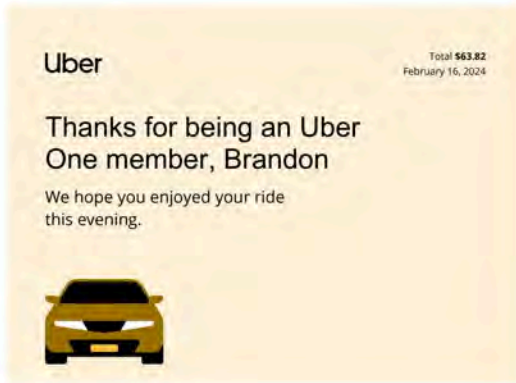 Uber
Total $63.82
February 16, 2024
Thanks for being an Uber
One member, Brandon
We hope you enjoyed your ride
this evening.